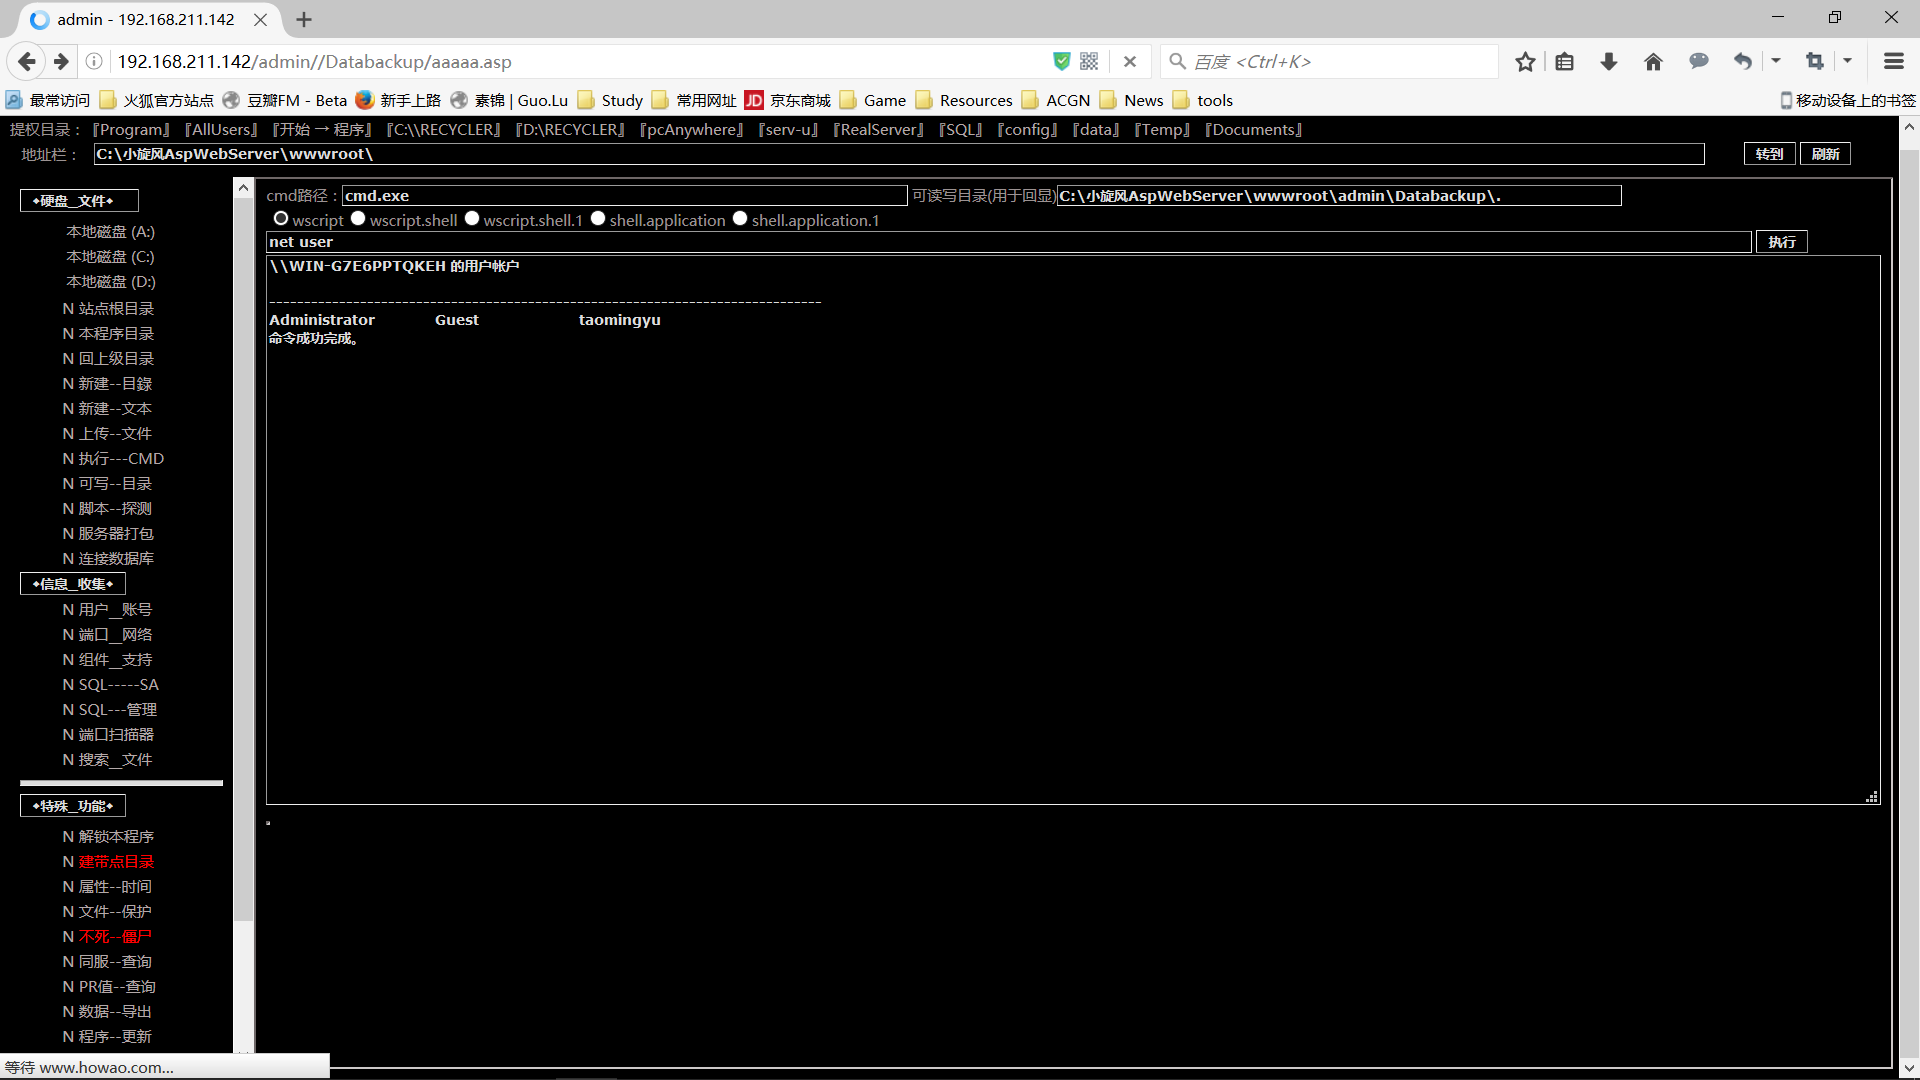 admin - 192.168.211.142
192.168.211.142/admin//Databackup/aaaaa.asp
百度 <Ctrl+K>
最常访问 火狐官方站点 豆瓣FM - Beta 新手上路 素锦 | Guo.Lu Study 常用网址 JD 京东商城 Game Resources ACGN News tools 移动设备上的书签
提权目录： 『Program』 『AllUsers』 『开始 → 程序』 『C:\\RECYCLER』 『D:\RECYCLER』 『pcAnywhere』 『serv-u』 『RealServer』 『SQL』 『config』 『data』 『Temp』 『Documents』
地址栏： C:\小旋风AspWebServer\wwwroot\ 转到 刷新
◆硬盘__文件◆
本地磁盘 (A:)
本地磁盘 (C:)
本地磁盘 (D:)
N 站点根目录
N 本程序目录
N 回上级目录
N 新建--目錄
N 新建--文本
N 上传--文件
N 执行---CMD
N 可写--目录
N 脚本--探测
N 服务器打包
N 连接数据库
◆信息__收集◆
N 用户__账号
N 端口__网络
N 组件__支持
N SQL-----SA
N SQL---管理
N 端口扫描器
N 搜索__文件
◆特殊__功能◆
N 解锁本程序
N 建带点目录
N 属性--时间
N 文件--保护
N 不死--僵尸
N 同服--查询
N PR值--查询
N 数据--导出
N 程序--更新
cmd路径： cmd.exe 可读写目录(用于回显) C:\小旋风AspWebServer\wwwroot\admin\Databackup\.
wscript wscript.shell wscript.shell.1 shell.application shell.application.1
net user 执行
\\WIN-G7E6PPTQKEH 的用户帐户
-------------------------------------------------------------------------------
Administrator Guest taomingyu
命令成功完成。
等待 www.howao.com...